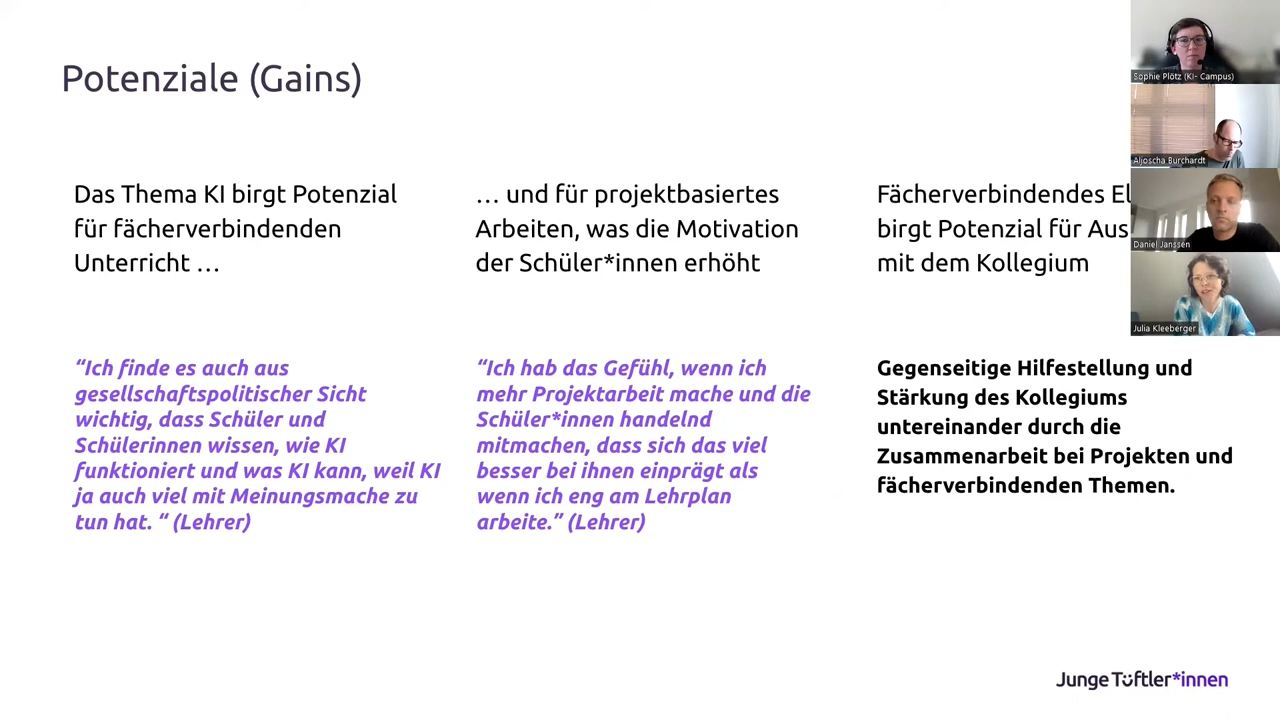 Potenziale (Gains)
Das Thema KI birgt Potenzial
für fächerverbindenden
Unterricht …
… und für projektbasiertes
Arbeiten, was die Motivation
der Schüler*innen erhöht
Fächerverbindendes
birgt Potenzial für
mit dem Kollegium
“Ich finde es auch aus
gesellschaftspolitischer Sicht
wichtig, dass Schüler und
Schülerinnen wissen, wie KI
funktioniert und was KI kann, weil KI
ja auch viel mit Meinungsmache zu
tun hat. “ (Lehrer)
“Ich hab das Gefühl, wenn ich
mehr Projektarbeit mache und die
Schüler*innen handelnd
mitmachen, dass sich das viel
besser bei ihnen einprägt als
wenn ich eng am Lehrplan
arbeite.” (Lehrer)
Gegenseitige Hilfestellung und
Stärkung des Kollegiums
untereinander durch die
Zusammenarbeit bei Projekten und
fächerverbindenden Themen.
Sophie Plötz (KI- Campus)
Aljoscha Burchardt
Daniel Janssen
Julia Kleeberger
Junge Tüftler*innen